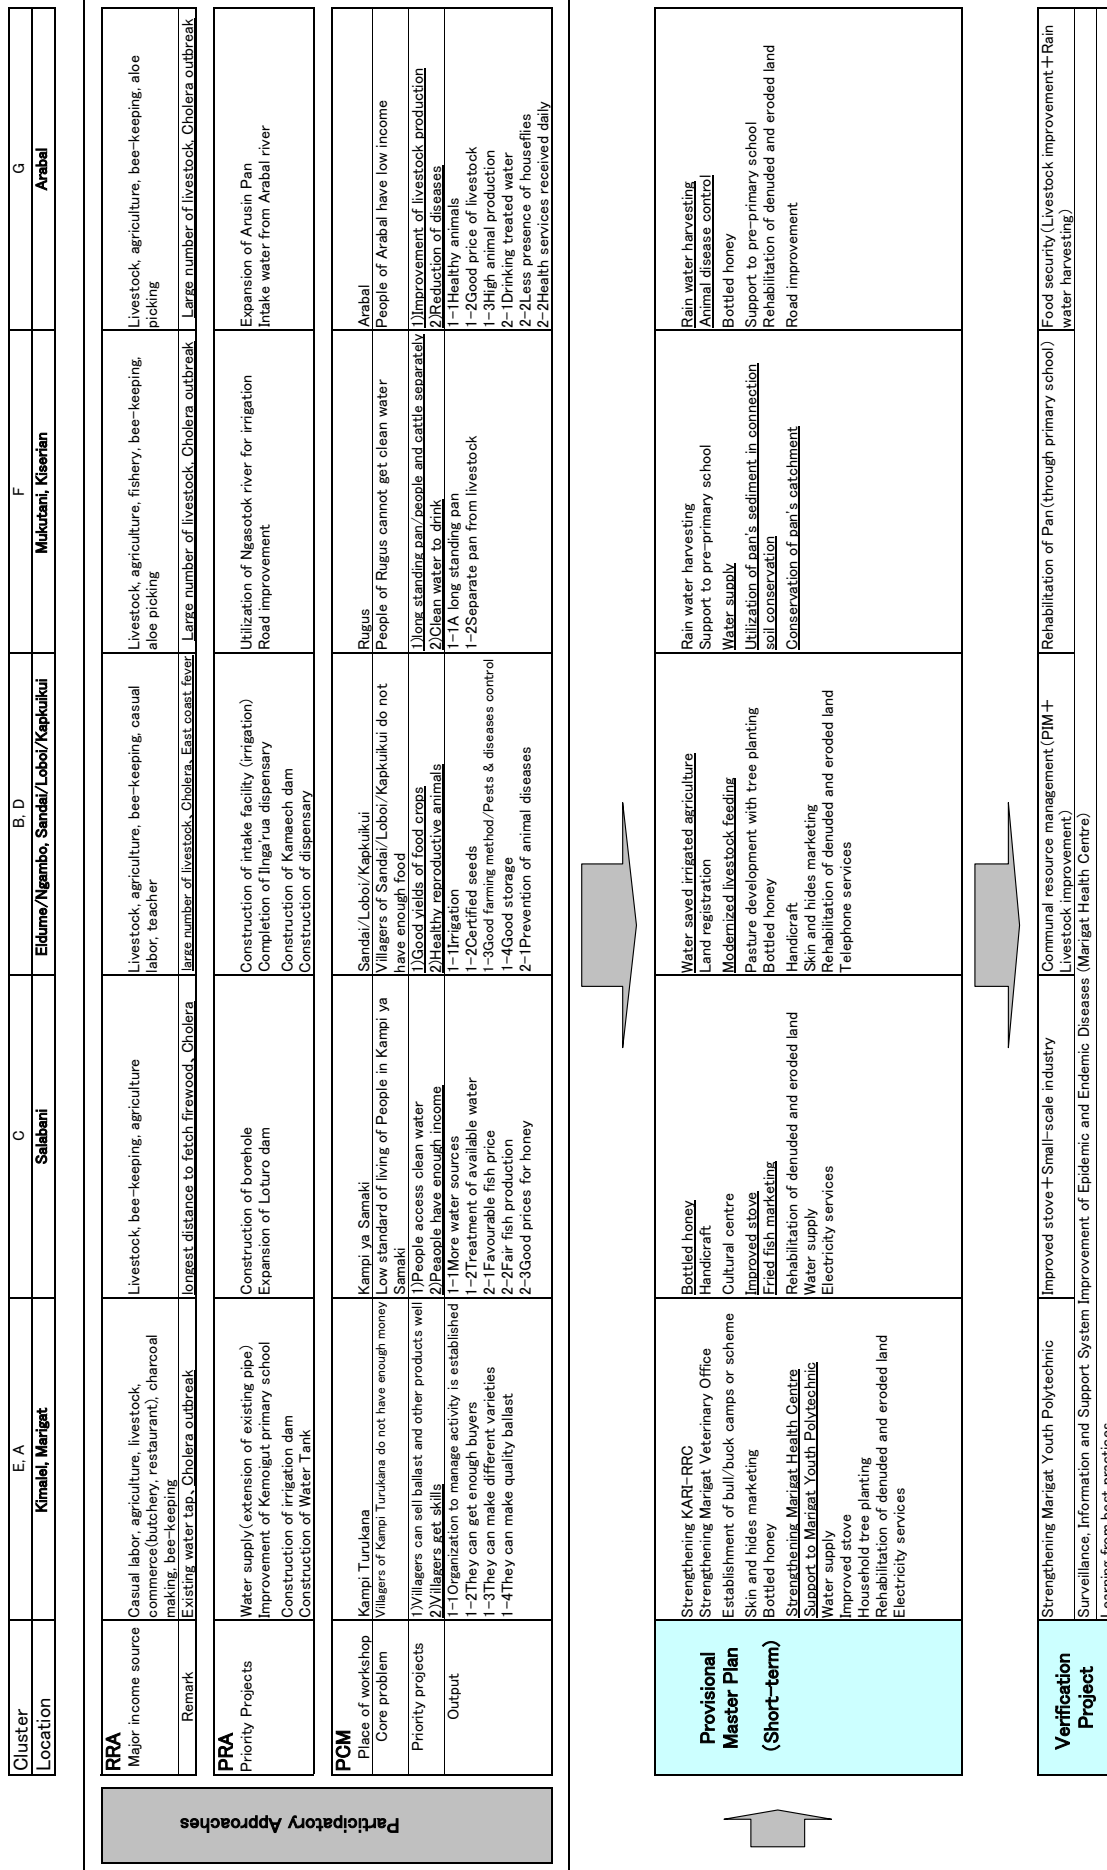 Cluster
E, A
C
B, D
F
G
Location
Kimalel, Marigat
Salabani
Eldume/Ngambo, Sandai/Loboi/Kapkuikui
Mukutani, Kiserian
Arabal
Participatory Approaches
RRA
Major income source
Casual labor, agriculture, livestock,
commerce(butchery, restaurant), charcoal
making, bee-keeping
Livestock, bee-keeping, agriculture
Livestock, agriculture, bee-keeping, casual
labor, teacher
Livestock, agriculture, fishery, bee-keeping,
aloe picking
Livestock, agriculture, bee-keeping, aloe
picking
Remark
Existing water tap、Cholera outbreak
longest distance to fetch firewood、Cholera
large number of livestock、Cholera、East coast fever
Large number of livestock、Cholera outbreak
Large number of livestock、Cholera outbreak
PRA
Priority Projects
Water supply(extension of existing pipe)
Improvement of Kemoigut primary school
Construction of irrigation dam
Construction of Water Tank
Construction of borehole
Expansion of Loturo dam
Construction of intake facility (irrigation)
Completion of Ilnga'rua dispensary
Construction of Kamaech dam
Construction of dispensary
Utilization of Ngasotok river for irrigation
Road improvement
Expansion of Arusin Pan
Intake water from Arabal river
PCM
Place of workshop
Kampi Turukana
Kampi ya Samaki
Sandai/Loboi/Kapkuikui
Rugus
Arabal
Core problem
Villagers of Kampi Turukana do not have enough money
Low standard of living of People in Kampi ya
Samaki
Villagers of Sandai/Loboi/Kapkuikui do not
have enough food
People of Rugus cannot get clean water
People of Arabal have low income
Priority projects
1)Villagers can sell ballast and other products well
2)Villagers get skills
1)People access clean water
2)Peaople have enough income
1)Good yields of food crops
2)Healthy reproductive animals
1)long standing pan/people and cattle separately
2)Clean water to drink
1)Improvement of livestock production
2)Reduction of diseases
Output
1-1Organization to manage activity is established
1-2They can get enough buyers
1-3They can make different varieties
1-4They can make quality ballast
1-1More water sources
1-2Treatment of available water
2-1Favourable fish price
2-2Fair fish production
2-3Good prices for honey
1-1Irrigation
1-2Certified seeds
1-3Good farming method/Pests & diseases control
1-4Good storage
2-1Prevention of animal diseases
1-1A long standing pan
1-2Separate pan from livestock
1-1Healthy animals
1-2Good price of livestock
1-3High animal production
2-1Drinking treated water
2-2Less presence of houseflies
2-2Health services received daily
Provisional
Master Plan
(Short-term)
Strengthening KARI-RRC
Strengthening Marigat Veterinary Office
Establishment of bull/buck camps or scheme
Skin and hides marketing
Bottled honey
Strengthening Marigat Health Centre
Support to Marigat Youth Polytechnic
Water supply
Improved stove
Household tree planting
Rehabilitation of denuded and eroded land
Electricity services
Bottled honey
Handicraft
Cultural centre
Improved stove
Fried fish marketing
Rehabilitation of denuded and eroded land
Water supply
Electricity services
Water saved irrigated agriculture
Land registration
Modernized livestock feeding
Pasture development with tree planting
Bottled honey
Handicraft
Skin and hides marketing
Rehabilitation of denuded and eroded land
Telephone services
Rain water harvesting
Support to pre-primary school
Water supply
Utilization of pan's sediment in connection
soil conservation
Conservation of pan's catchment
Rain water harvesting
Animal disease control
Bottled honey
Support to pre-primary school
Rehabilitation of denuded and eroded land
Road improvement
Verification
Project
Strengthening Marigat Youth Polytechnic
Improved stove+Small-scale industry
Communal resource management(PIM+
Livestock improvement)
Rehabilitation of Pan(through primary school)
Food security(Livestock improvement+Rain
water harvesting)
Surveillance, Information and Support System Improvement of Epidemic and Endemic Diseases (Marigat Health Centre)
Learning from best practices